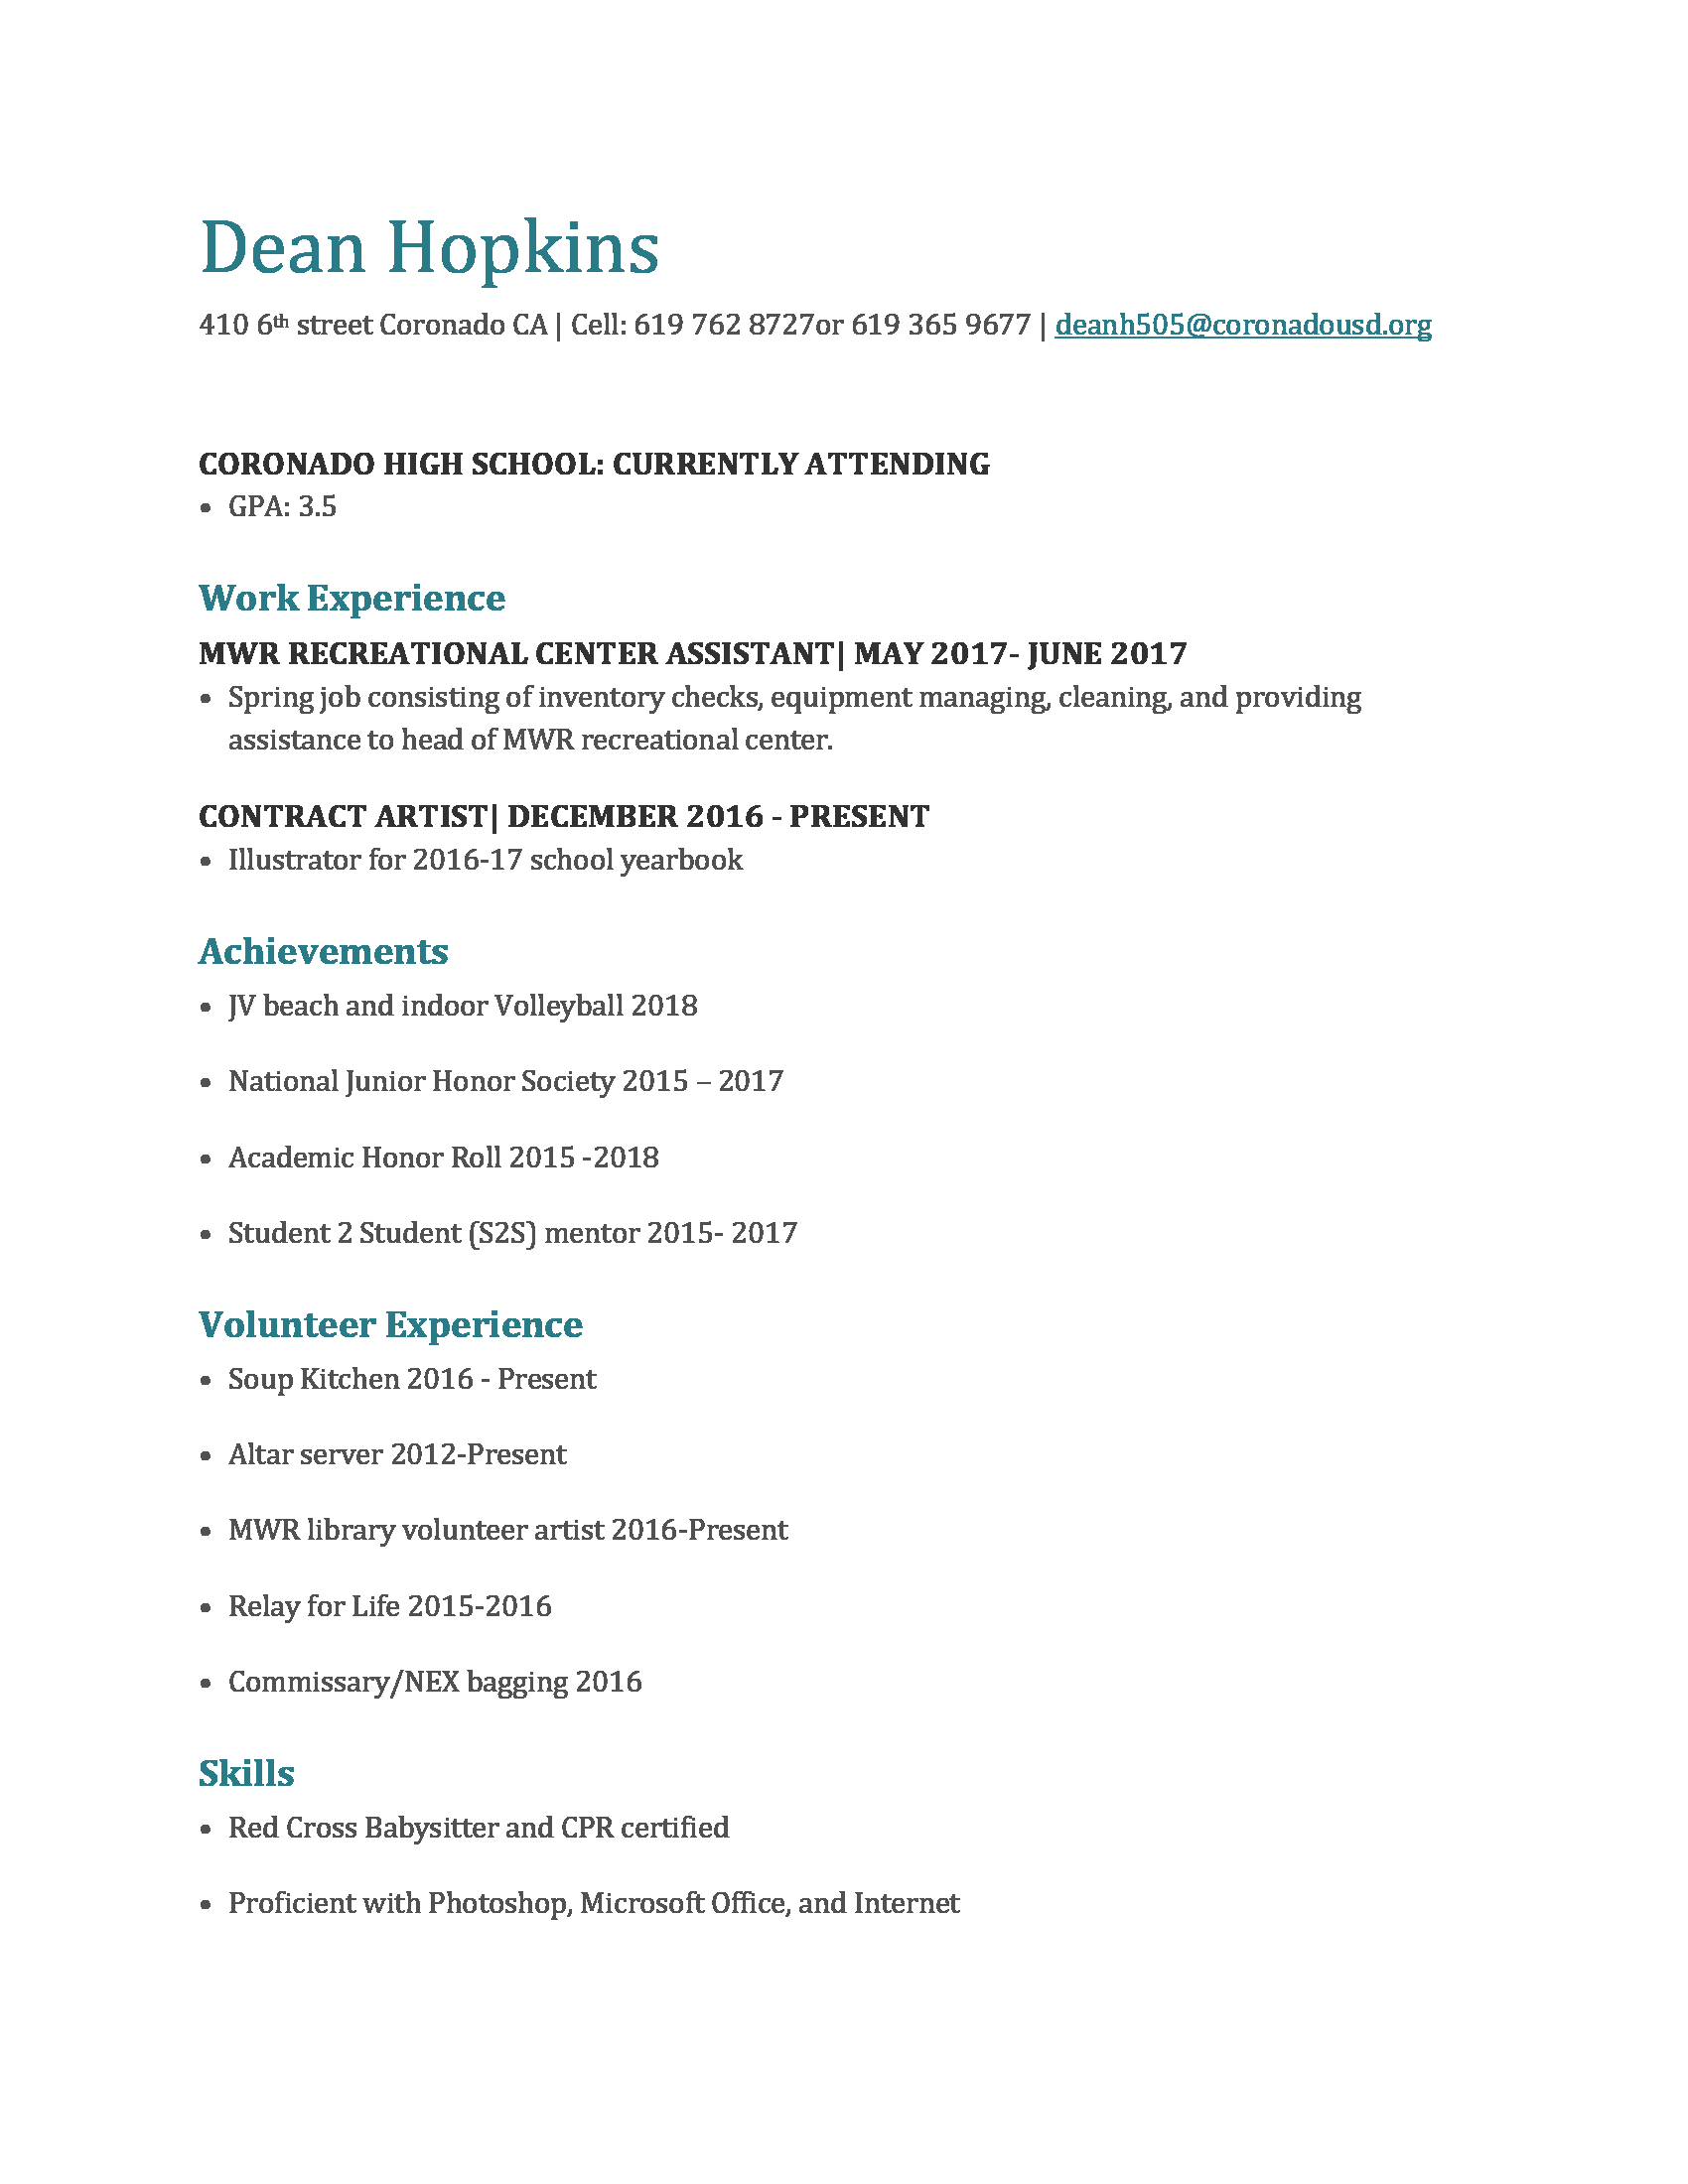 Dean Hopkins
410 6th street Coronado CA | Cell: 619 762 8727or 619 365 9677 | deanh505@coronadousd.org
CORONADO HIGH SCHOOL: CURRENTLY ATTENDING
• GPA: 3.5
Work Experience
MWR RECREATIONAL CENTER ASSISTANT| MAY 2017- JUNE 2017
• Spring job consisting of inventory checks, equipment managing, cleaning, and providing
assistance to head of MWR recreational center.
CONTRACT ARTIST| DECEMBER 2016 - PRESENT
• Illustrator for 2016-17 school yearbook
Achievements
• JV beach and indoor Volleyball 2018
• National Junior Honor Society 2015 – 2017
• Academic Honor Roll 2015 -2018
• Student 2 Student (S2S) mentor 2015- 2017
Volunteer Experience
• Soup Kitchen 2016 - Present
• Altar server 2012-Present
• MWR library volunteer artist 2016-Present
• Relay for Life 2015-2016
• Commissary/NEX bagging 2016
Skills
• Red Cross Babysitter and CPR certified
• Proficient with Photoshop, Microsoft Office, and Internet